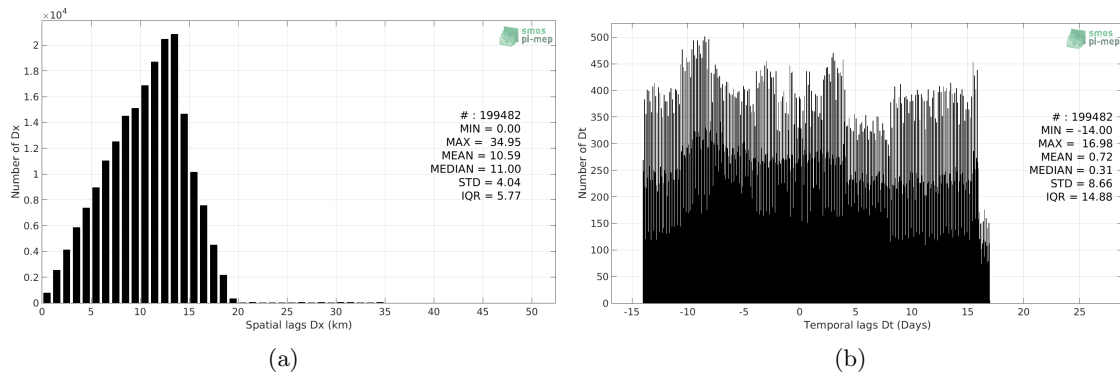 ×10⁴
smos
pi-mep
2
1.8
1.6
1.4
1.2
1
0.8
0.6
0.4
0.2
0
Number of Dx
# : 199482
MIN = 0.00
MAX = 34.95
MEAN = 10.59
MEDIAN = 11.00
STD = 4.04
IQR = 5.77
0 5 10 15 20 25 30 35 40 45 50
Spatial lags Dx (km)
(a)
smos
pi-mep
500
450
400
350
300
250
200
150
100
50
0
Number of Dt
# : 199482
MIN = -14.00
MAX = 16.98
MEAN = 0.72
MEDIAN = 0.31
STD = 8.66
IQR = 14.88
-15 -10 -5 0 5 10 15 20 25
Temporal lags Dt (Days)
(b)